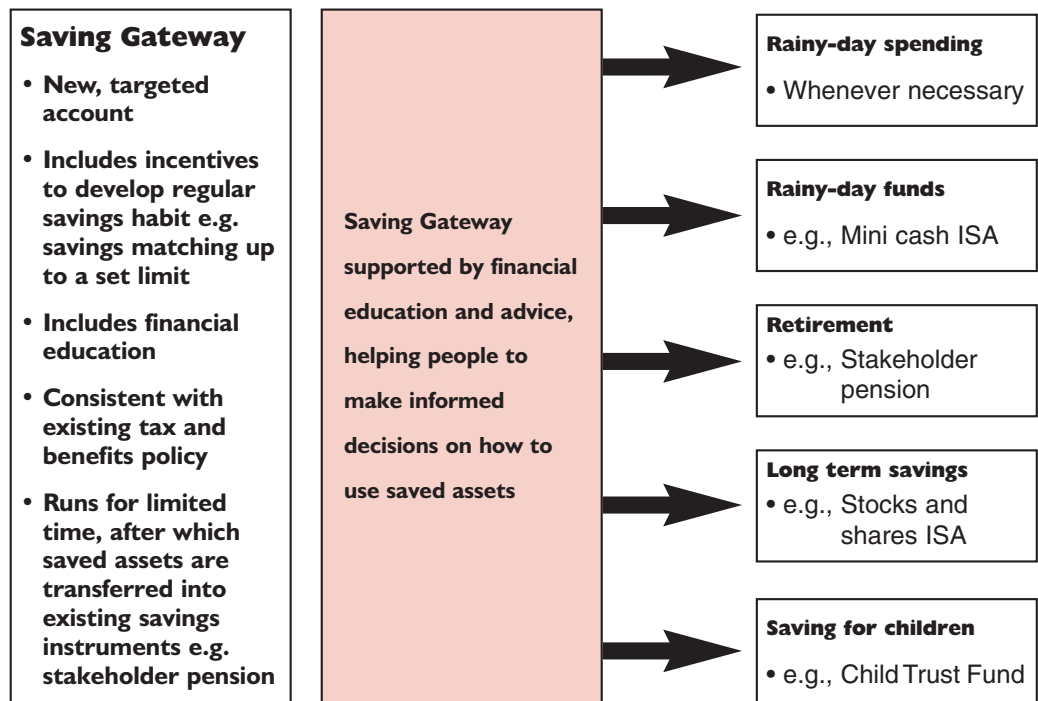 Saving Gateway
• New, targeted
account
• Includes incentives
to develop regular
savings habit e.g.
savings matching up
to a set limit
• Includes financial
education
• Consistent with
existing tax and
benefits policy
• Runs for limited
time, after which
saved assets are
transferred into
existing savings
instruments e.g.
stakeholder pension
Saving Gateway
supported by financial
education and advice,
helping people to
make informed
decisions on how to
use saved assets
Rainy-day spending
• Whenever necessary
Rainy-day funds
• e.g., Mini cash ISA
Retirement
• e.g., Stakeholder
pension
Long term savings
• e.g., Stocks and
shares ISA
Saving for children
• e.g., Child Trust Fund